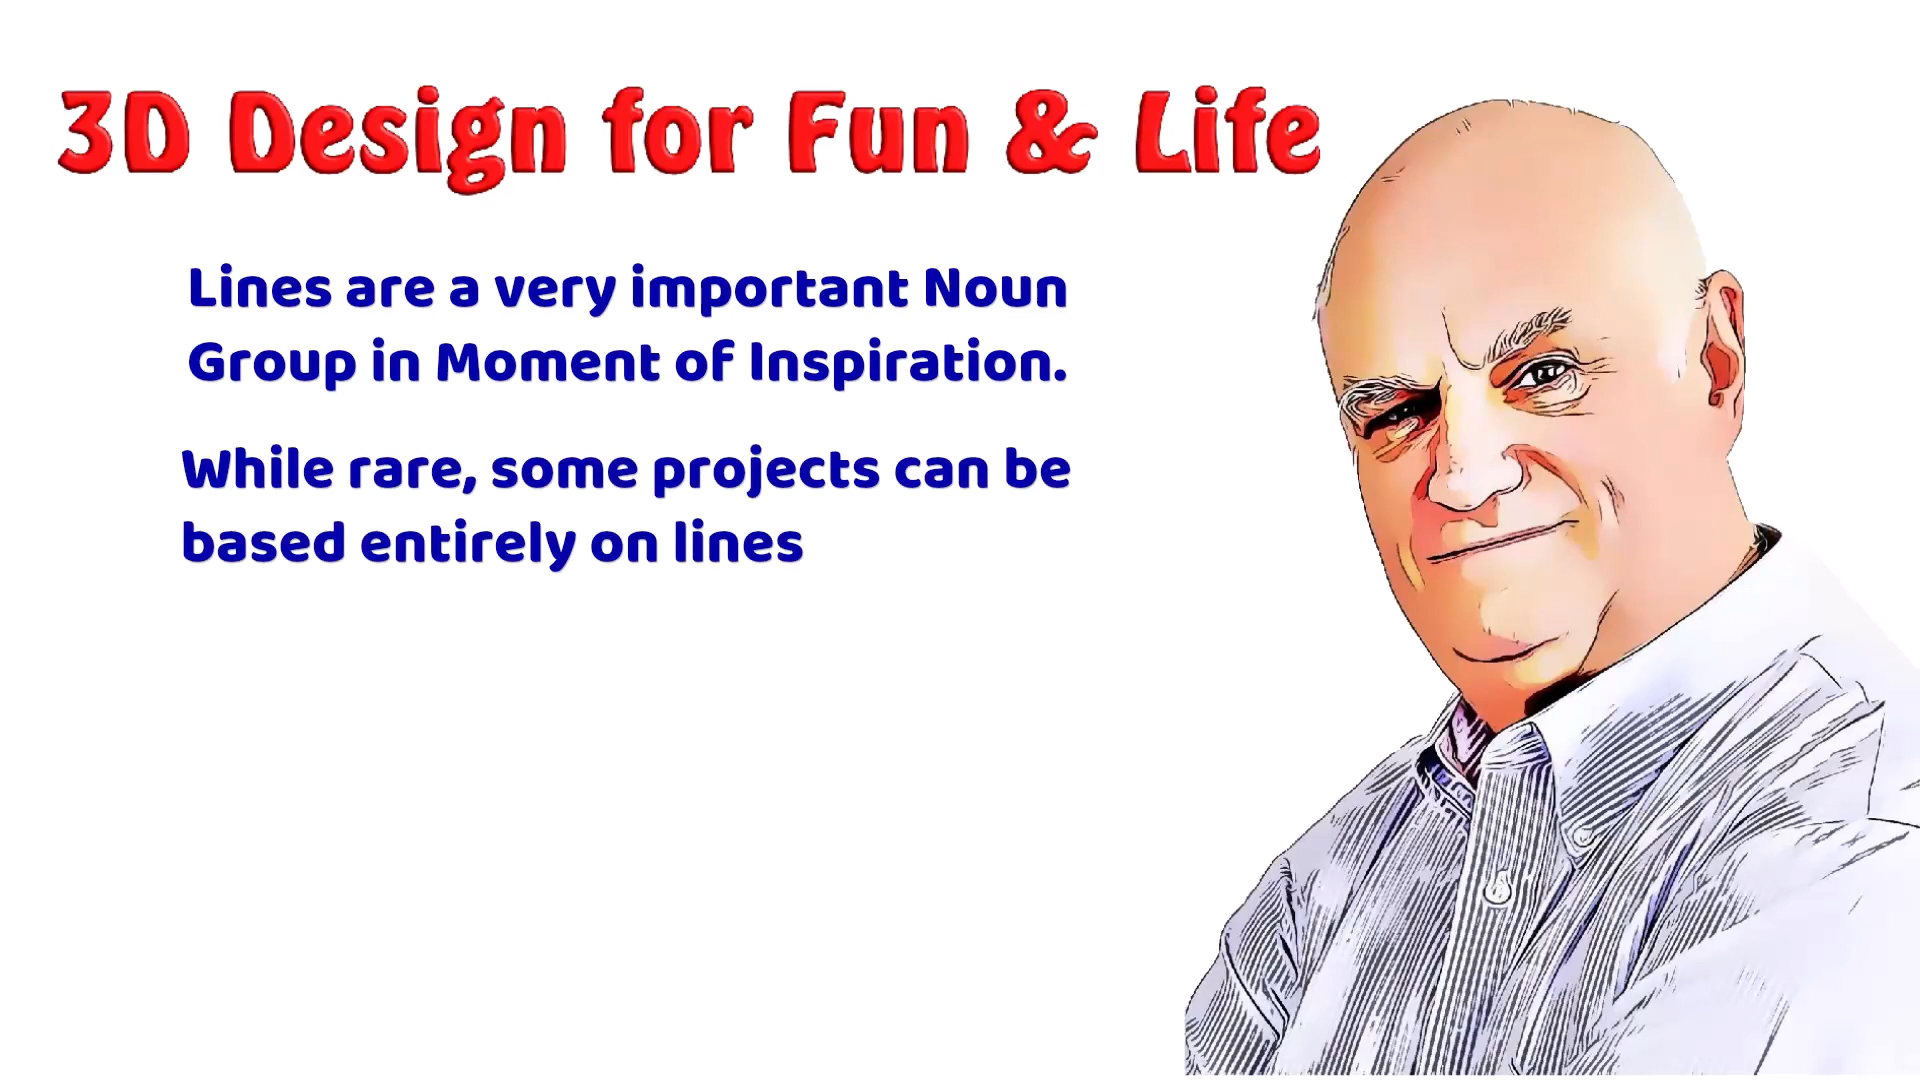 3D Design for Fun & Life
Lines are a very important Noun
Group in Moment of Inspiration.
While rare, some projects can be
based entirely on lines